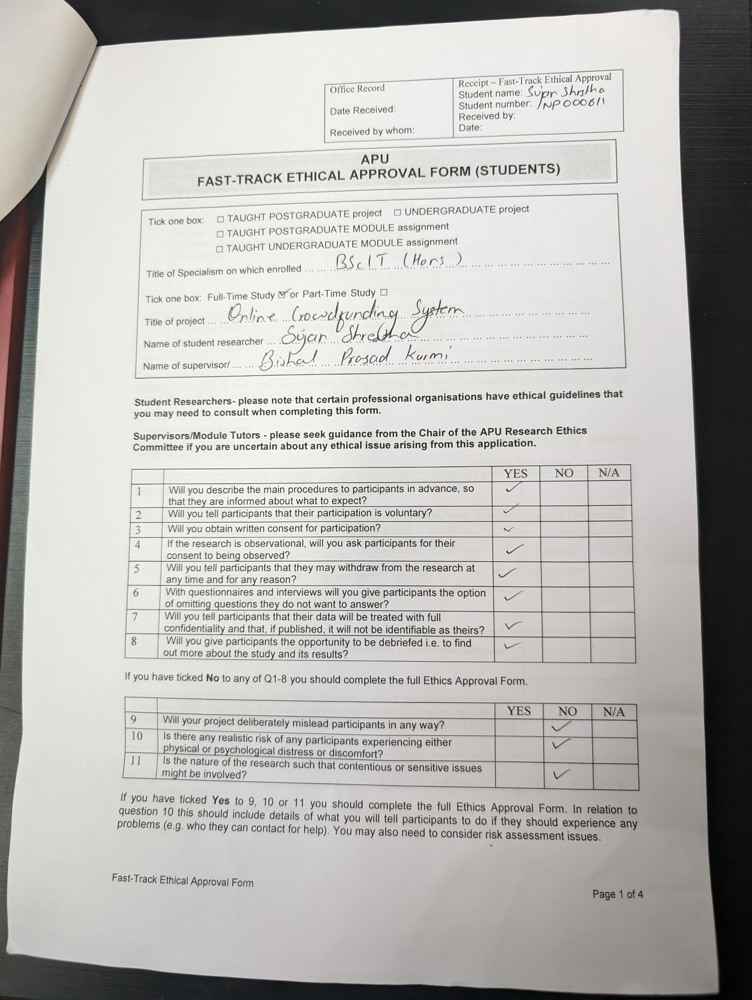 Office Record
Date Received:
Received by whom:
Receipt – Fast-Track Ethical Approval
Student name: Sujan Shrstha
Student number: NP000611
Received by:
Date:
APU
FAST-TRACK ETHICAL APPROVAL FORM (STUDENTS)
Tick one box: ☐ TAUGHT POSTGRADUATE project ☐ UNDERGRADUATE project
☐ TAUGHT POSTGRADUATE MODULE assignment
☐ TAUGHT UNDERGRADUATE MODULE assignment
Title of Specialism on which enrolled ... ... BSc IT (Hons) ... ... ... ... ... ... ... ... ... ... ...
Tick one box: Full-Time Study ☑ or Part-Time Study ☐
Title of project ... ... Online Crowdfunding System ... ... ... ... ... ... ... ... ...
Name of student researcher ... ... Sujan Shrestha ... ... ... ... ... ... ... ... ... ... ...
Name of supervisor/ ... ... Bishal Prasad Kurmi ... ... ... ... ... ... ... ... ... ...
Student Researchers- please note that certain professional organisations have ethical guidelines that
you may need to consult when completing this form.
Supervisors/Module Tutors - please seek guidance from the Chair of the APU Research Ethics
Committee if you are uncertain about any ethical issue arising from this application.
YES NO N/A
1 Will you describe the main procedures to participants in advance, so ✓
that they are informed about what to expect?
2 Will you tell participants that their participation is voluntary? ✓
3 Will you obtain written consent for participation? ✓
4 If the research is observational, will you ask participants for their ✓
consent to being observed?
5 Will you tell participants that they may withdraw from the research at ✓
any time and for any reason?
6 With questionnaires and interviews will you give participants the option ✓
of omitting questions they do not want to answer?
7 Will you tell participants that their data will be treated with full ✓
confidentiality and that, if published, it will not be identifiable as theirs?
8 Will you give participants the opportunity to be debriefed i.e. to find ✓
out more about the study and its results?
If you have ticked No to any of Q1-8 you should complete the full Ethics Approval Form.
YES NO N/A
9 Will your project deliberately mislead participants in any way? ✓
10 Is there any realistic risk of any participants experiencing either ✓
physical or psychological distress or discomfort?
11 Is the nature of the research such that contentious or sensitive issues ✓
might be involved?
If you have ticked Yes to 9, 10 or 11 you should complete the full Ethics Approval Form. In relation to
question 10 this should include details of what you will tell participants to do if they should experience any
problems (e.g. who they can contact for help). You may also need to consider risk assessment issues.
Fast-Track Ethical Approval Form
Page 1 of 4